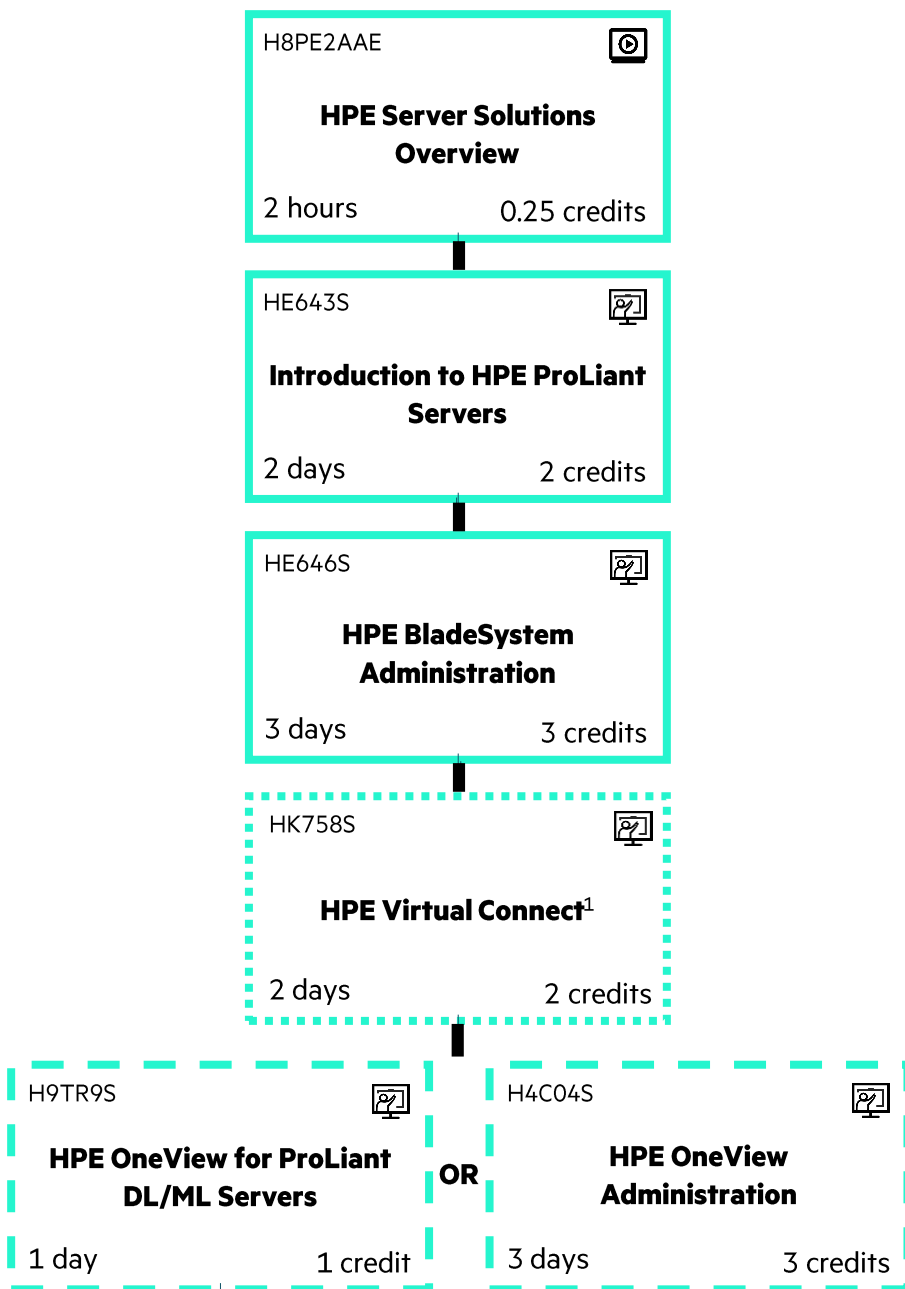 H8PE2AAE
HPE Server Solutions
Overview
2 hours 0.25 credits
HE643S
Introduction to HPE ProLiant
Servers
2 days 2 credits
HE646S
HPE BladeSystem
Administration
3 days 3 credits
HK758S
HPE Virtual Connect¹
2 days 2 credits
H9TR9S
HPE OneView for ProLiant
DL/ML Servers
1 day 1 credit
OR
H4C04S
HPE OneView
Administration
3 days 3 credits